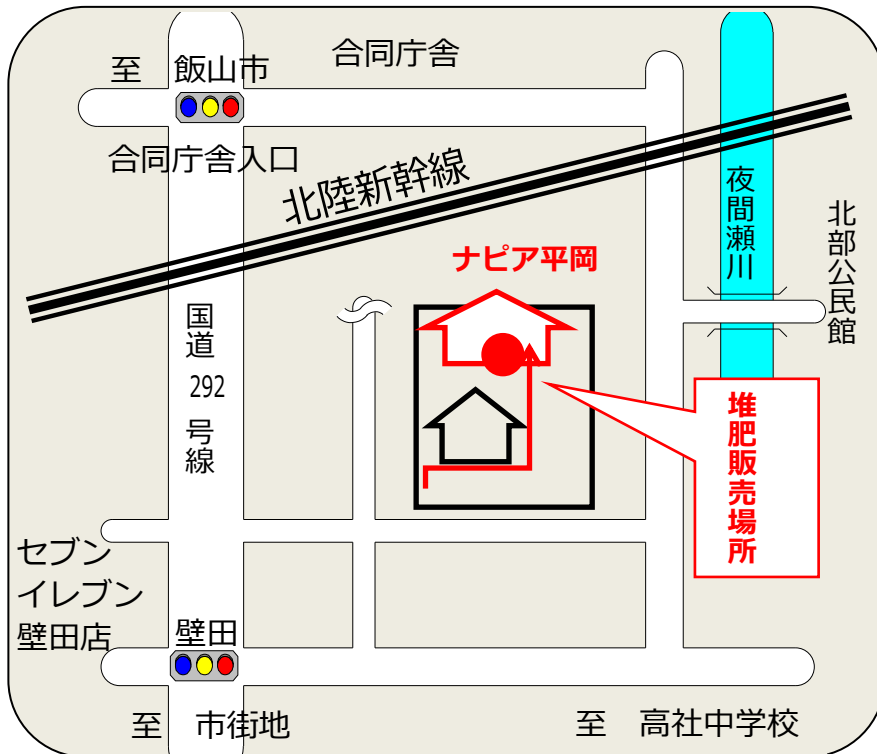 合同庁舎
至　飯山市
合同庁舎入口
北陸新幹線
夜間瀬川
北部公民館
ナピア平岡
国道292号線
堆肥販売場所
セブン
イレブン
壁田店
壁田
至　市街地
至　高社中学校